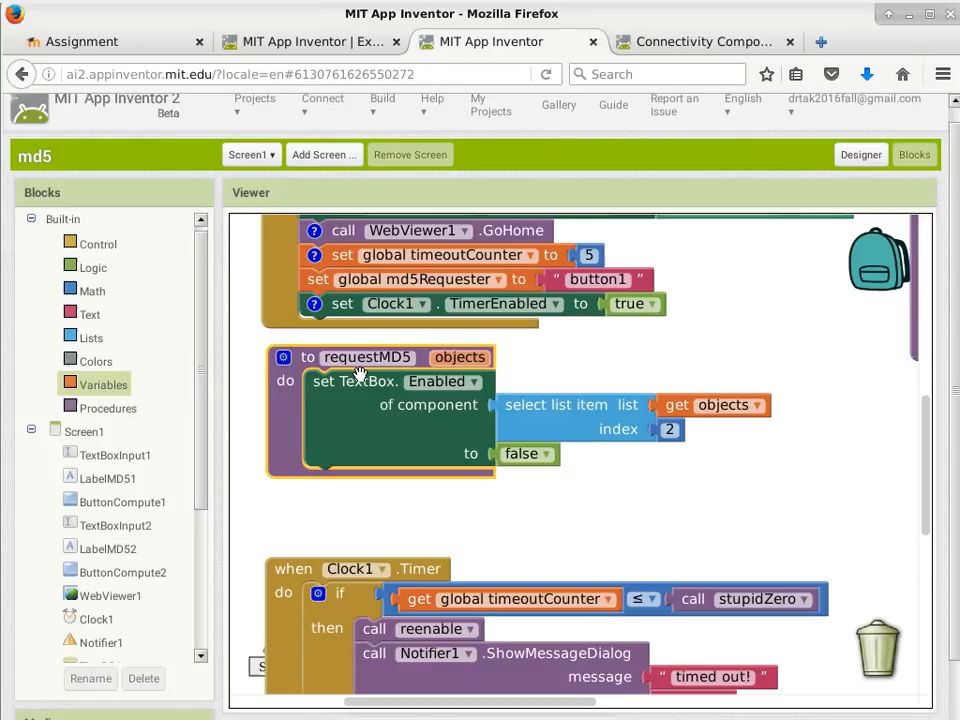 MIT App Inventor - Mozilla Firefox
Assignment
MIT App Inventor | Ex...
MIT App Inventor
Connectivity Compo...
ai2.appinventor.mit.edu/?locale=en#6130761626550272
Search
MIT App Inventor 2
Beta
Projects
Connect
Build
Help
My Projects
Gallery
Guide
Report an Issue
English
drtak2016fall@gmail.com
md5
Screen1
Add Screen ...
Remove Screen
Designer
Blocks
Blocks
Viewer
Built-in
Control
Logic
Math
Text
Lists
Colors
Variables
Procedures
Screen1
TextBoxInput1
LabelMD51
ButtonCompute1
TextBoxInput2
LabelMD52
ButtonCompute2
WebViewer1
Clock1
Notifier1
Rename
Delete
? call WebViewer1 .GoHome
? set global timeoutCounter to 5
set global md5Requester to " button1 "
? set Clock1 . TimerEnabled to true
to requestMD5 objects
do set TextBox. Enabled
of component select list item list get objects
index 2
to false
when Clock1 .Timer
do if get global timeoutCounter ≤ call stupidZero
then call reenable
call Notifier1 .ShowMessageDialog
message " timed out! "